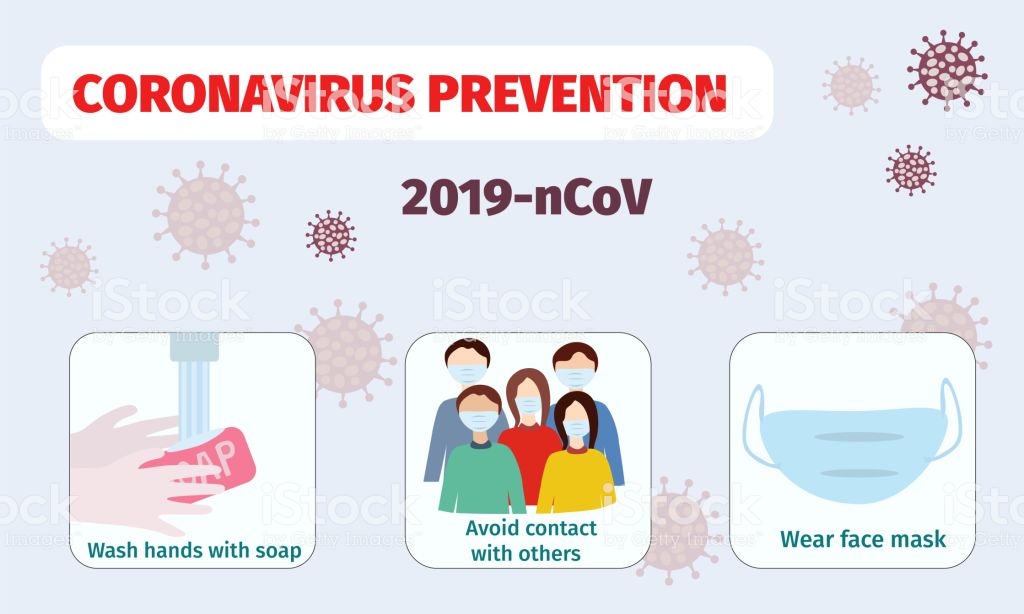 CORONAVIRUS PREVENTION
2019-nCoV
SOAP
Wash hands with soap
Avoid contact
with others
Wear face mask
iStock
by Getty Images